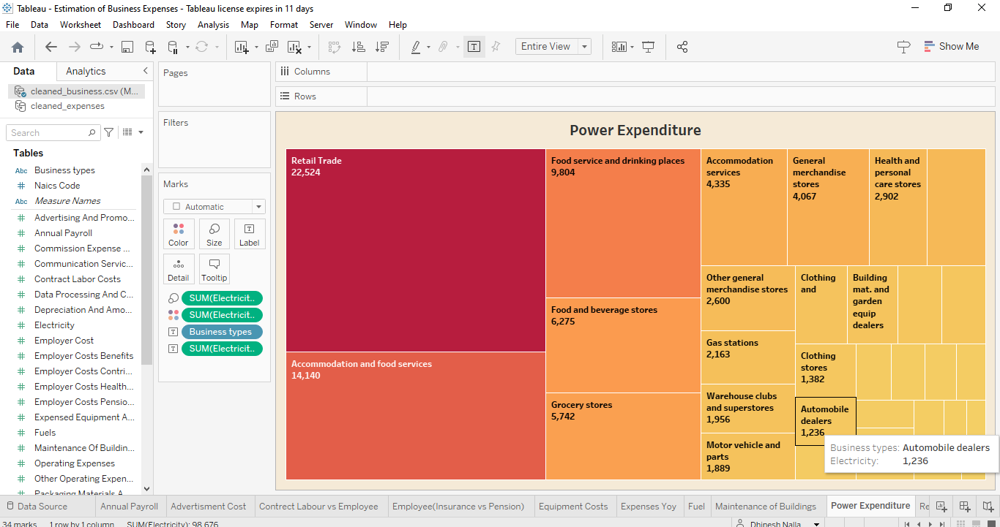 Tableau - Estimation of Business Expenses - Tableau license expires in 11 days
File Data Worksheet Dashboard Story Analysis Map Format Server Window Help
Entire View
Show Me
Data Analytics
cleaned_business.csv (M...
cleaned_expenses
Search
Tables
Abc Business types
Naics Code
Abc Measure Names
Advertising And Promo...
Annual Payroll
Commission Expense ...
Communication Servic...
Contract Labor Costs
Data Processing And C...
Depreciation And Amo...
Electricity
Employer Cost
Employer Costs Benefits
Employer Costs Contri...
Employer Costs Health...
Employer Costs Pensio...
Expensed Equipment A...
Fuels
Maintenance Of Buildin...
Operating Expenses
Other Operating Expen...
Packaging Materials A...
Pages
Filters
Marks
Automatic
Color Size Label
Detail Tooltip
SUM(Electricit..
SUM(Electricit..
Business types
SUM(Electricit..
Columns
Rows
Power Expenditure
Retail Trade
22,524
Accommodation and food services
14,140
Food service and drinking places
9,804
Food and beverage stores
6,275
Grocery stores
5,742
Accommodation
services
4,335
General
merchandise
stores
4,067
Health and
personal
care stores
2,902
Other general
merchandise stores
2,600
Gas stations
2,163
Warehouse clubs
and superstores
1,956
Motor vehicle and
parts
1,889
Clothing
and
Building
mat. and
garden
equip
dealers
Clothing
stores
1,382
Automobile
dealers
1,236
Business types: Automobile dealers
Electricity: 1,236
Data Source Annual Payroll Advertisment Cost Contrect Labour vs Employee Employee(Insurance vs Pension) Equipment Costs Expenses Yoy Fuel Maintenance of Buildings Power Expenditure Re
34 marks 1 row by 1 column SUM(Electricity): 98,676 Dhinesh Nalla